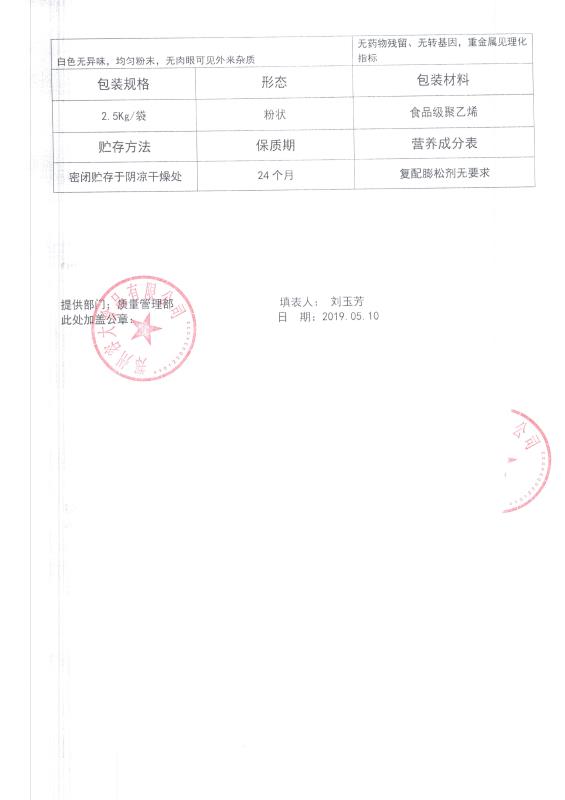 无药物残留、无转基因，重金属见理化
白色无异味，均匀粉末，无肉眼可见外来杂质
指标
包装规格 形态 包装材料
2.5Kg/袋 粉状 食品级聚乙烯
贮存方法 保质期 营养成分表
密闭贮存于阴凉干燥处 24个月 复配膨松剂无要求
提供部门：质量管理部 填表人： 刘玉芳
此处加盖公章： 日 期：2019.05.10
郑州容大食品有限公司
公司